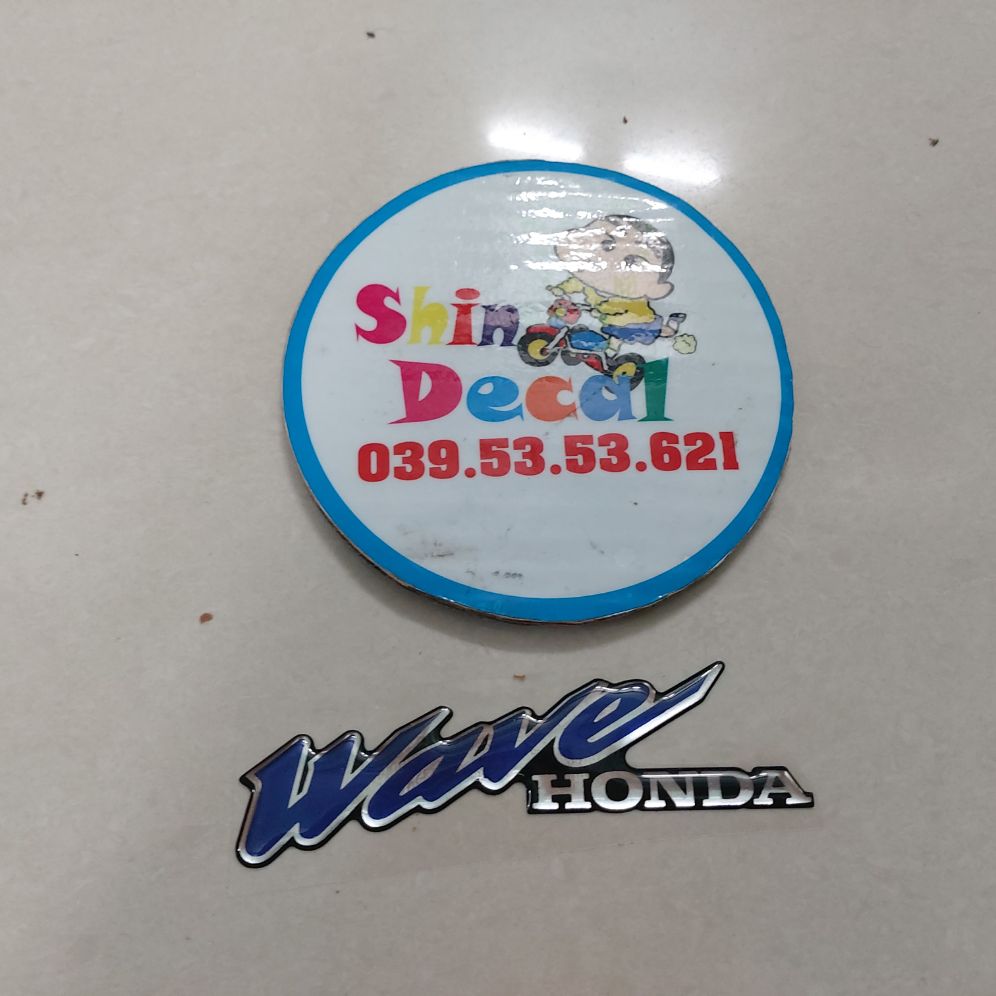 Shin
Decal
039.53.53.621
Wave
HONDA